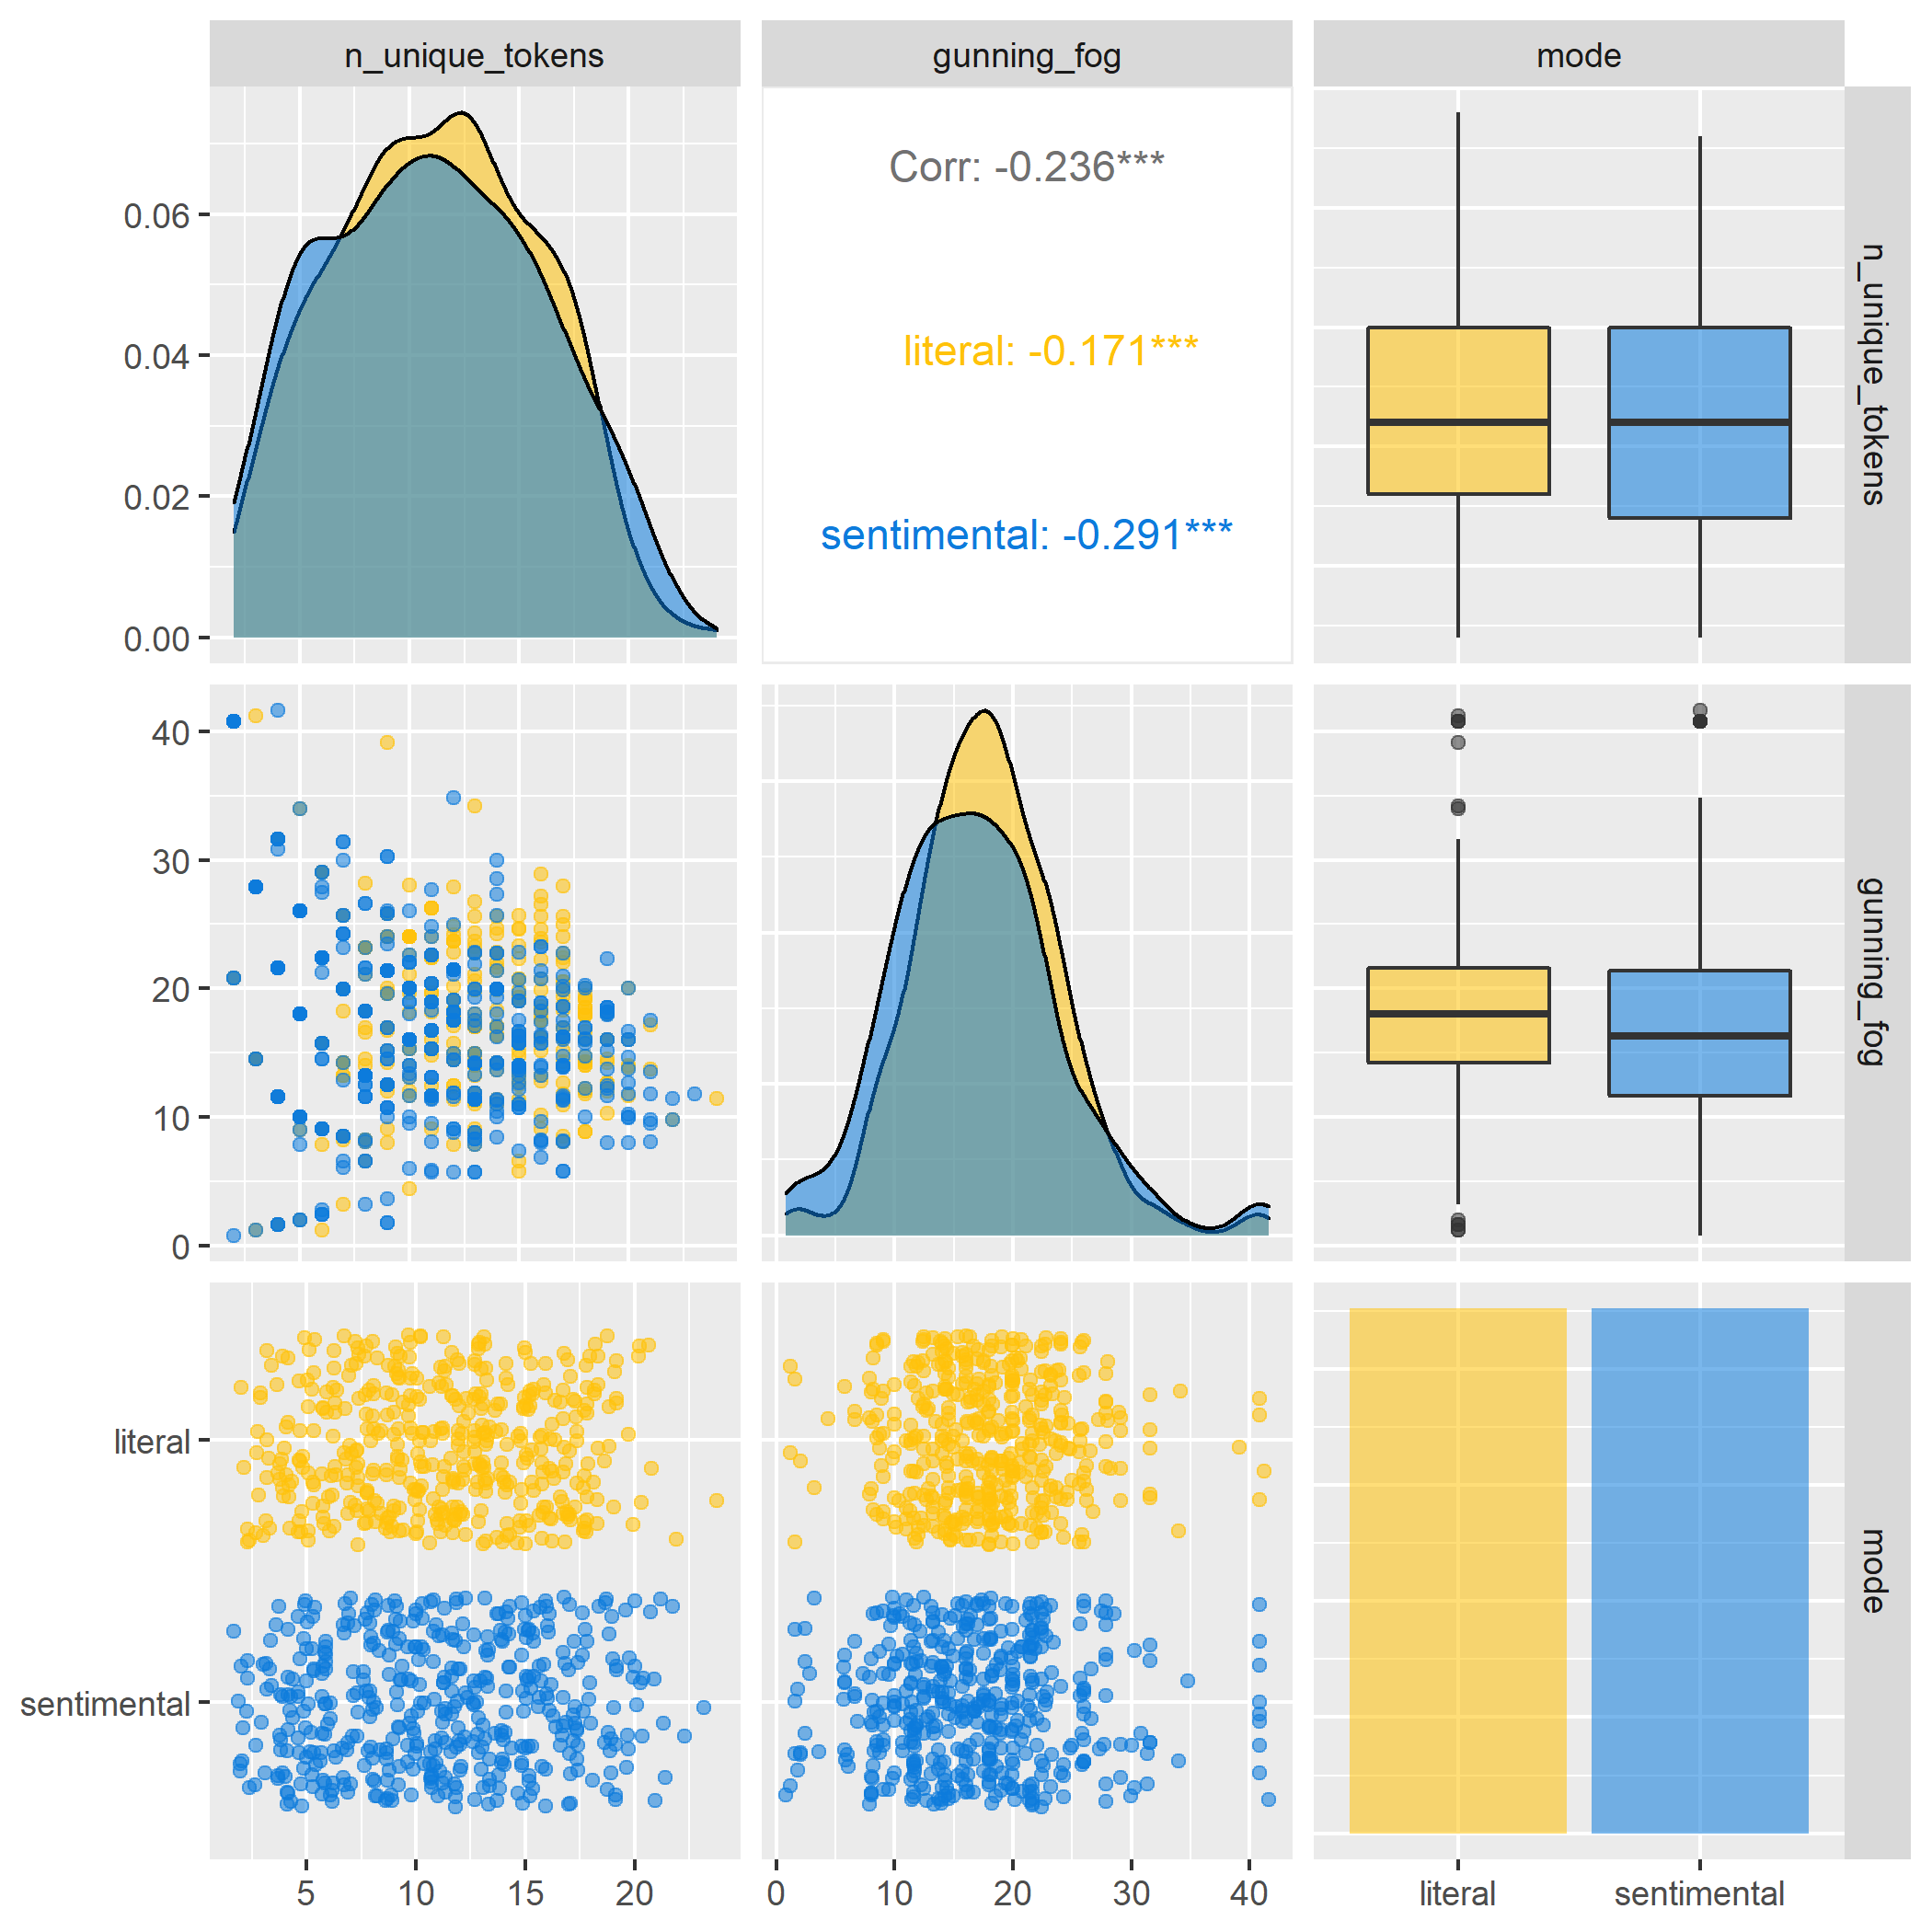 n_unique_tokens
gunning_fog
mode
0.06
0.04
0.02
0.00
Corr: -0.236***
literal: -0.171***
sentimental: -0.291***
n_unique_tokens
40
30
20
10
0
gunning_fog
literal
sentimental
mode
5 10 15 20
0 10 20 30 40
literal sentimental